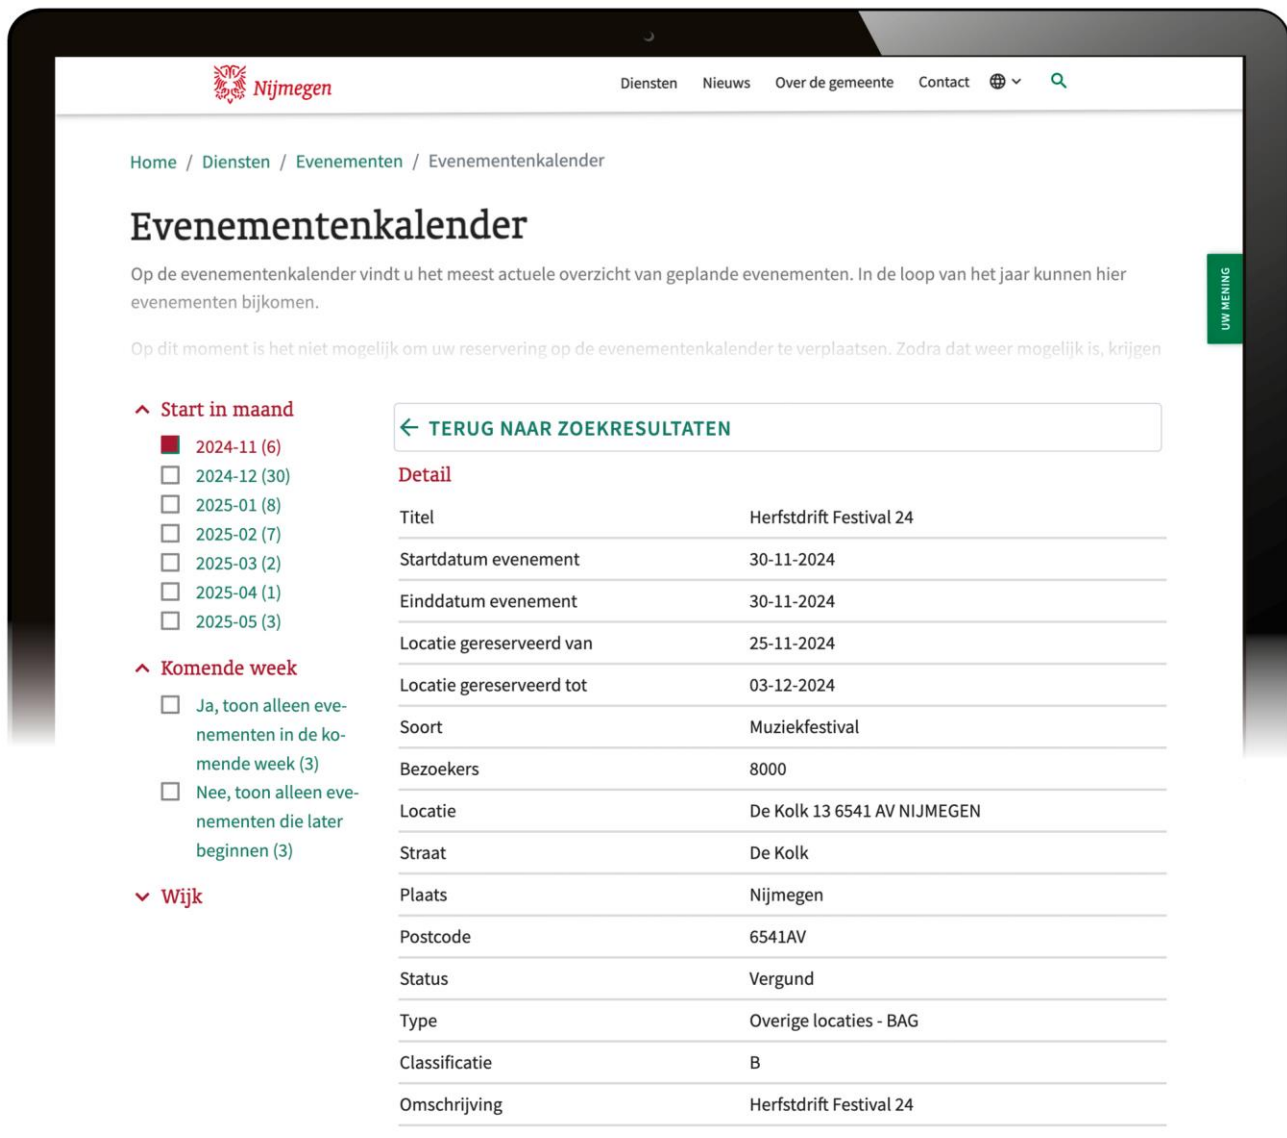 Nijmegen
Diensten Nieuws Over de gemeente Contact
Home / Diensten / Evenementen / Evenementenkalender
Evenementenkalender
Op de evenementenkalender vindt u het meest actuele overzicht van geplande evenementen. In de loop van het jaar kunnen hier
evenementen bijkomen.
UW MENING
Op dit moment is het niet mogelijk om uw reservering op de evenementenkalender te verplaatsen. Zodra dat weer mogelijk is, krijgen
Start in maand
2024-11 (6)
2024-12 (30)
2025-01 (8)
2025-02 (7)
2025-03 (2)
2025-04 (1)
2025-05 (3)
Komende week
Ja, toon alleen eve-
nementen in de ko-
mende week (3)
Nee, toon alleen eve-
nementen die later
beginnen (3)
Wijk
TERUG NAAR ZOEKRESULTATEN
Detail
Titel Herfstdrift Festival 24
Startdatum evenement 30-11-2024
Einddatum evenement 30-11-2024
Locatie gereserveerd van 25-11-2024
Locatie gereserveerd tot 03-12-2024
Soort Muziekfestival
Bezoekers 8000
Locatie De Kolk 13 6541 AV NIJMEGEN
Straat De Kolk
Plaats Nijmegen
Postcode 6541AV
Status Vergund
Type Overige locaties - BAG
Classificatie B
Omschrijving Herfstdrift Festival 24